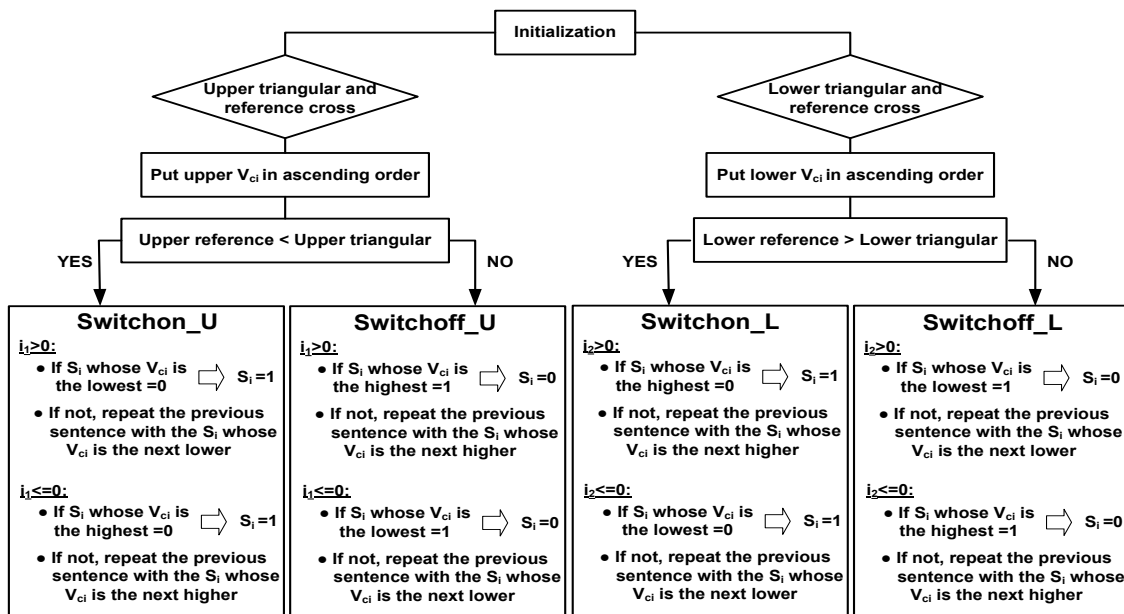 Initialization
Upper triangular and
reference cross
Lower triangular and
reference cross
Put upper Vci in ascending order
Put lower Vci in ascending order
Upper reference < Upper triangular
Lower reference > Lower triangular
YES
NO
YES
NO
Switchon_U
i1>0:
• If Si whose Vci is
the lowest =0
Si =1
• If not, repeat the previous
sentence with the Si whose
Vci is the next lower
i1<=0:
• If Si whose Vci is
the highest =0
Si =1
• If not, repeat the previous
sentence with the Si whose
Vci is the next higher
Switchoff_U
i1>0:
• If Si whose Vci is
the highest =1
Si =0
• If not, repeat the previous
sentence with the Si whose
Vci is the next higher
i1<=0:
• If Si whose Vci is
the lowest =1
Si =0
• If not, repeat the previous
sentence with the Si whose
Vci is the next lower
Switchon_L
i2>0:
• If Si whose Vci is
the highest =0
Si =1
• If not, repeat the previous
sentence with the Si whose
Vci is the next higher
i2<=0:
• If Si whose Vci is
the lowest =0
Si =1
• If not, repeat the previous
sentence with the Si whose
Vci is the next lower
Switchoff_L
i2>0:
• If Si whose Vci is
the lowest =1
Si =0
• If not, repeat the previous
sentence with the Si whose
Vci is the next lower
i2<=0:
• If Si whose Vci is
the highest =1
Si =0
• If not, repeat the previous
sentence with the Si whose
Vci is the next higher